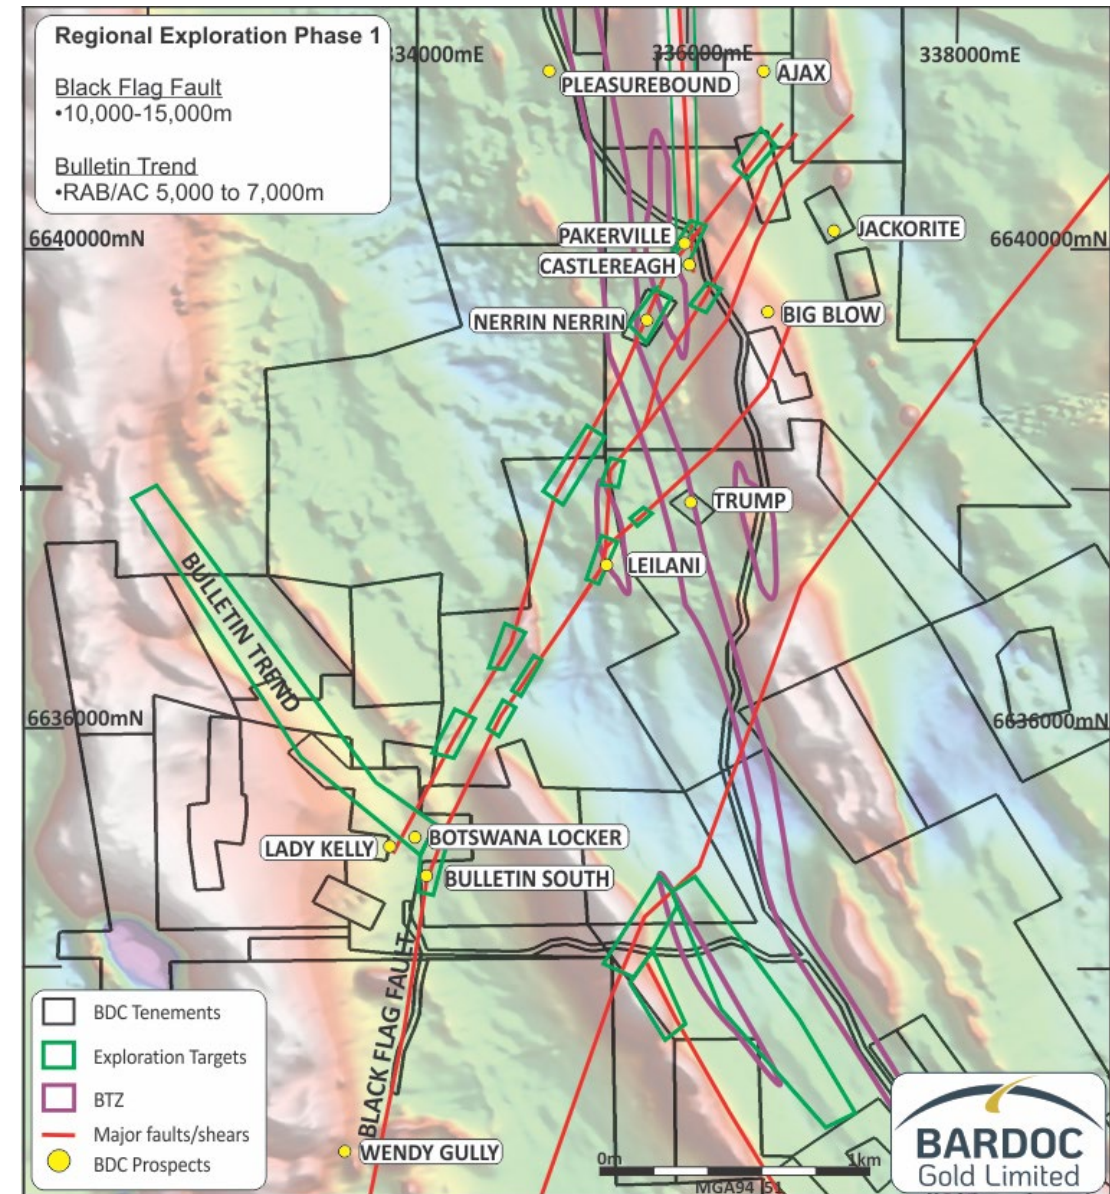 Regional Exploration Phase 1
Black Flag Fault
•10,000-15,000m
Bulletin Trend
•RAB/AC 5,000 to 7,000m
334000mE
336000mE
338000mE
PLEASUREBOUND
AJAX
PAKERVILLE
JACKORITE
6640000mN
6640000mN
CASTLEREAGH
NERRIN NERRIN
BIG BLOW
TRUMP
LEILANI
BULLETIN TREND
6636000mN
6636000mN
BOTSWANA LOCKER
LADY KELLY
BULLETIN SOUTH
BLACK FLAG FAULT
WENDY GULLY
BDC Tenements
Exploration Targets
BTZ
Major faults/shears
BDC Prospects
0m
1km
MGA94_51
BARDOC
Gold Limited